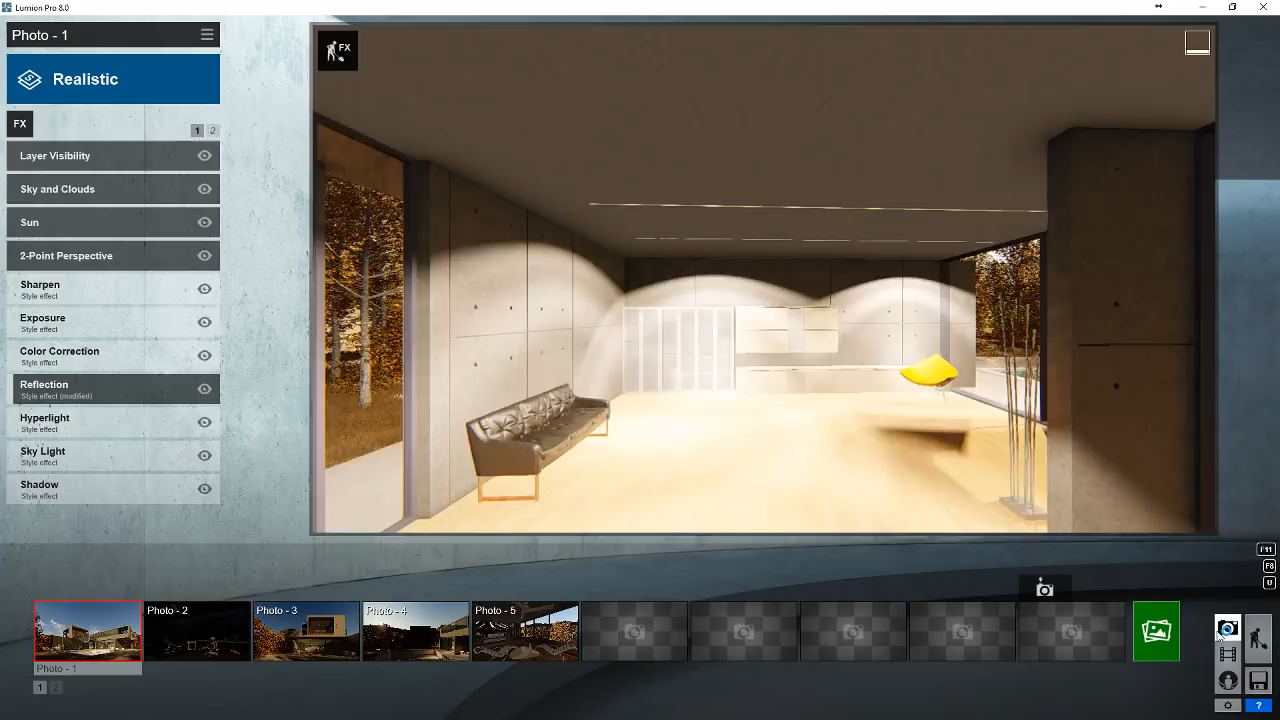 Lumion Pro 8.0
Photo - 1
Realistic
FX
1 2
Layer Visibility
Sky and Clouds
Sun
2-Point Perspective
Sharpen
Style effect
Exposure
Style effect
Color Correction
Style effect
Reflection
Style effect (modified)
Hyperlight
Style effect
Sky Light
Style effect
Shadow
Style effect
FX
F11
F8
U
Photo - 2
Photo - 3
Photo - 4
Photo - 5
Photo - 1
1 2
?